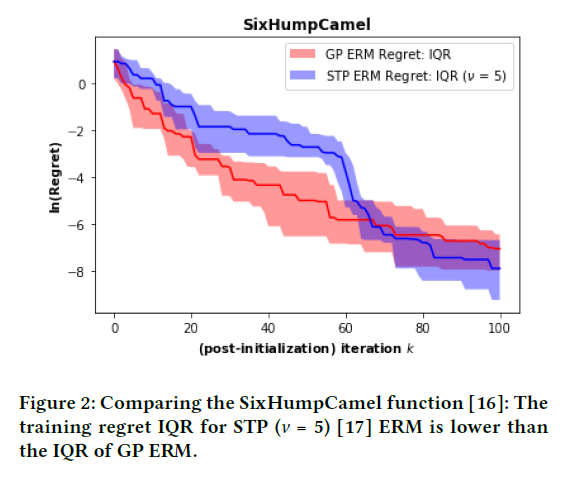 SixHumpCamel
GP ERM Regret: IQR
STP ERM Regret: IQR (ν = 5)
ln(Regret)
0
−2
−4
−6
−8
0
20
40
60
80
100
(post-initialization) iteration k
Figure 2: Comparing the SixHumpCamel function [16]: The
training regret IQR for STP (ν = 5) [17] ERM is lower than
the IQR of GP ERM.